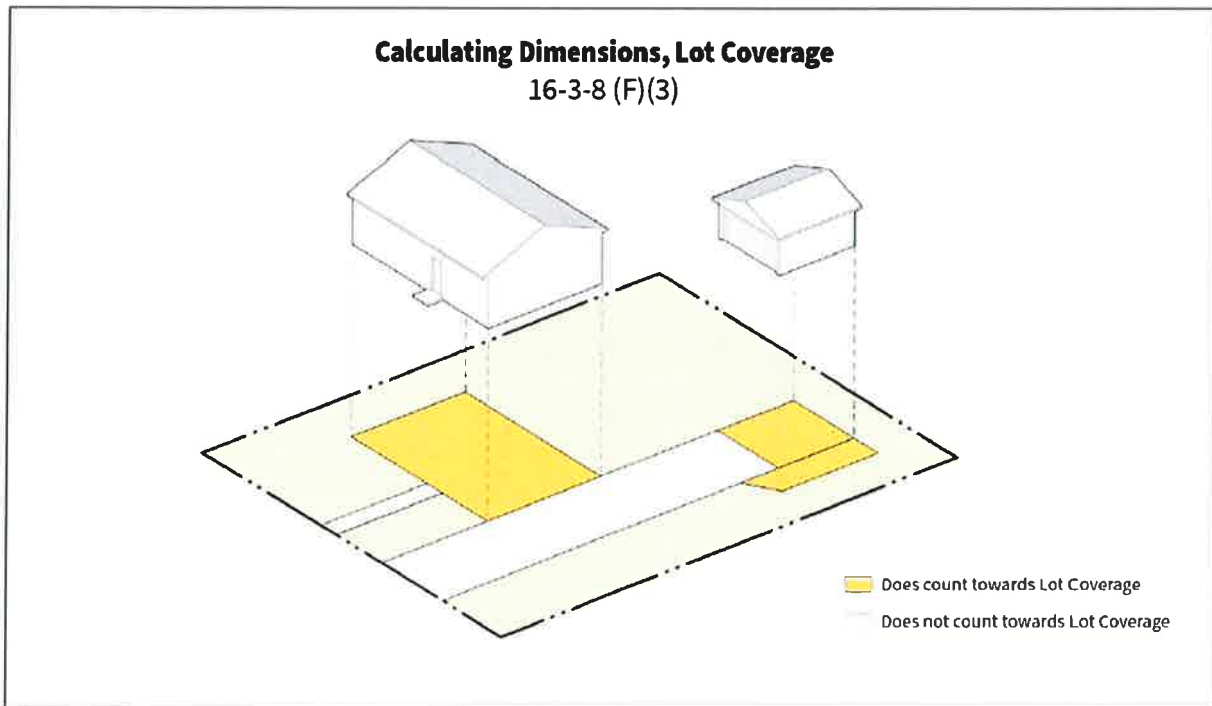 Calculating Dimensions, Lot Coverage
16-3-8 (F)(3)
Does count towards Lot Coverage
Does not count towards Lot Coverage